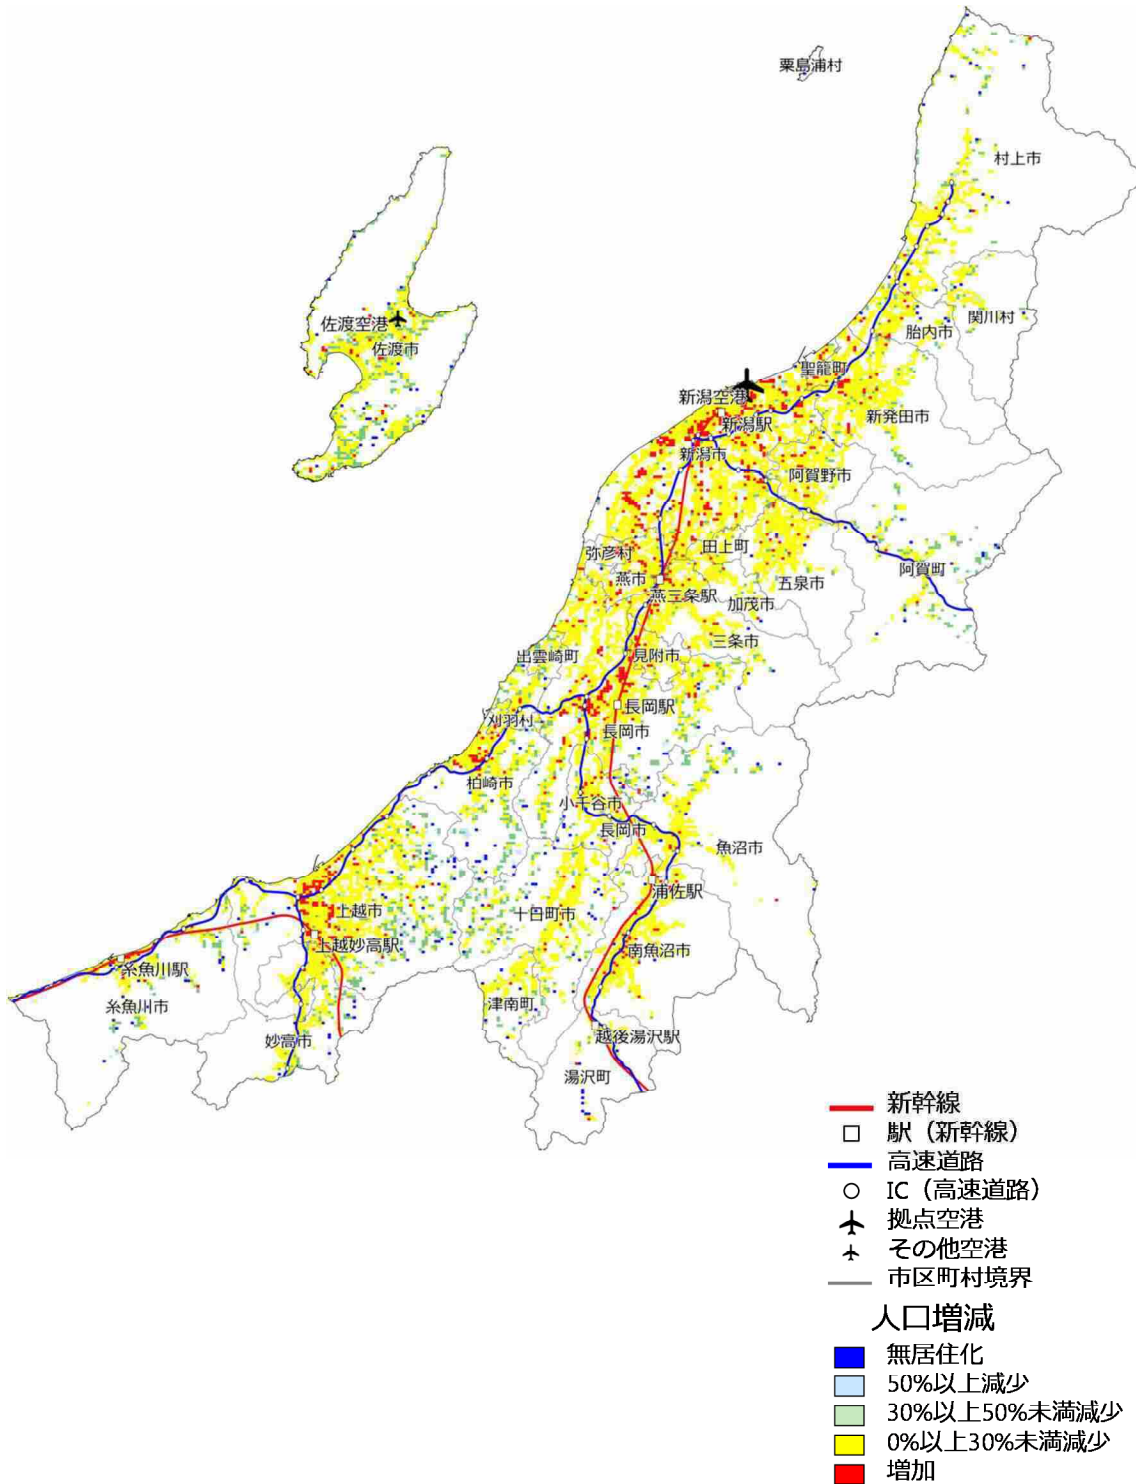 粟島浦村
村上市
関川村
胎内市
佐渡空港
佐渡市
聖籠町
新潟空港
新発田市
新潟駅
新潟市
阿賀野市
田上町
弥彦村
阿賀町
燕市
五泉市
燕三条駅
加茂市
三条市
出雲崎町
見附市
長岡駅
刈羽村
長岡市
柏崎市
小千谷市
長岡市
魚沼市
浦佐駅
上越市
十日町市
上越妙高駅
南魚沼市
糸魚川駅
糸魚川市
津南町
妙高市
越後湯沢駅
湯沢町
新幹線
駅（新幹線）
高速道路
IC（高速道路）
拠点空港
その他空港
市区町村境界
人口増減
無居住化
50%以上減少
30%以上50%未満減少
0%以上30%未満減少
増加